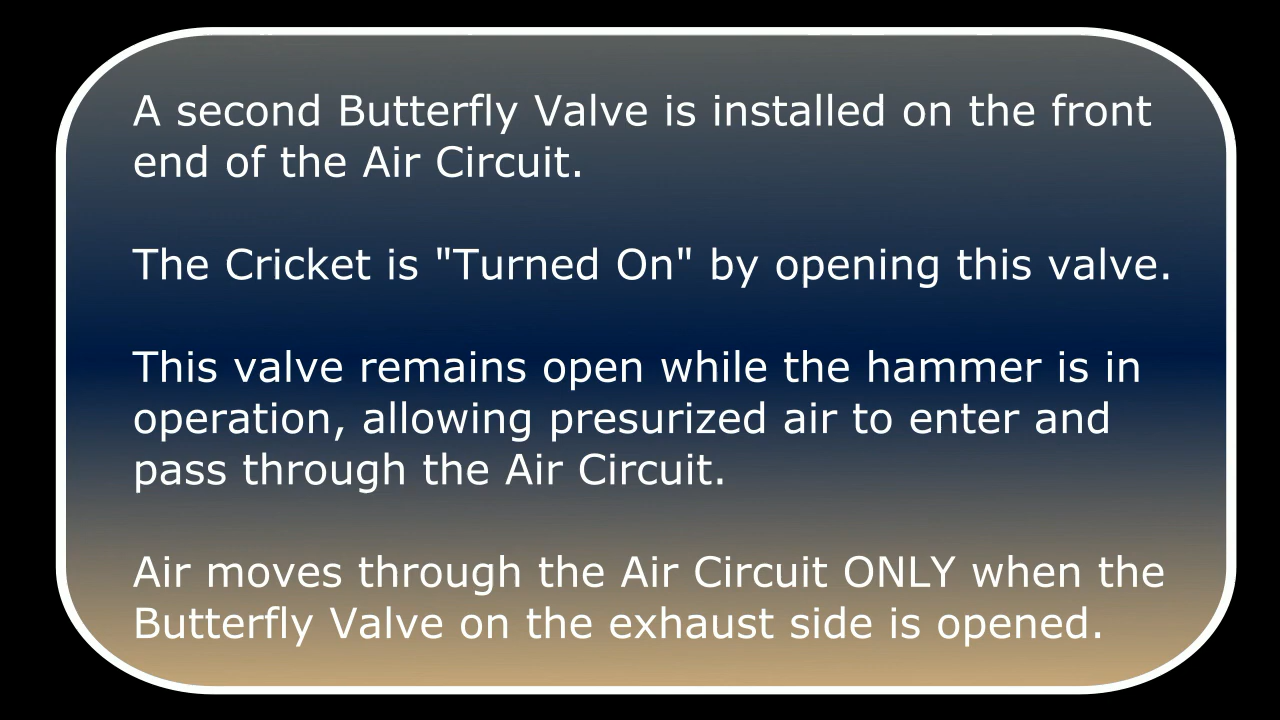 A second Butterfly Valve is installed on the front
end of the Air Circuit.
The Cricket is "Turned On" by opening this valve.
This valve remains open while the hammer is in
operation, allowing presurized air to enter and
pass through the Air Circuit.
Air moves through the Air Circuit ONLY when the
Butterfly Valve on the exhaust side is opened.